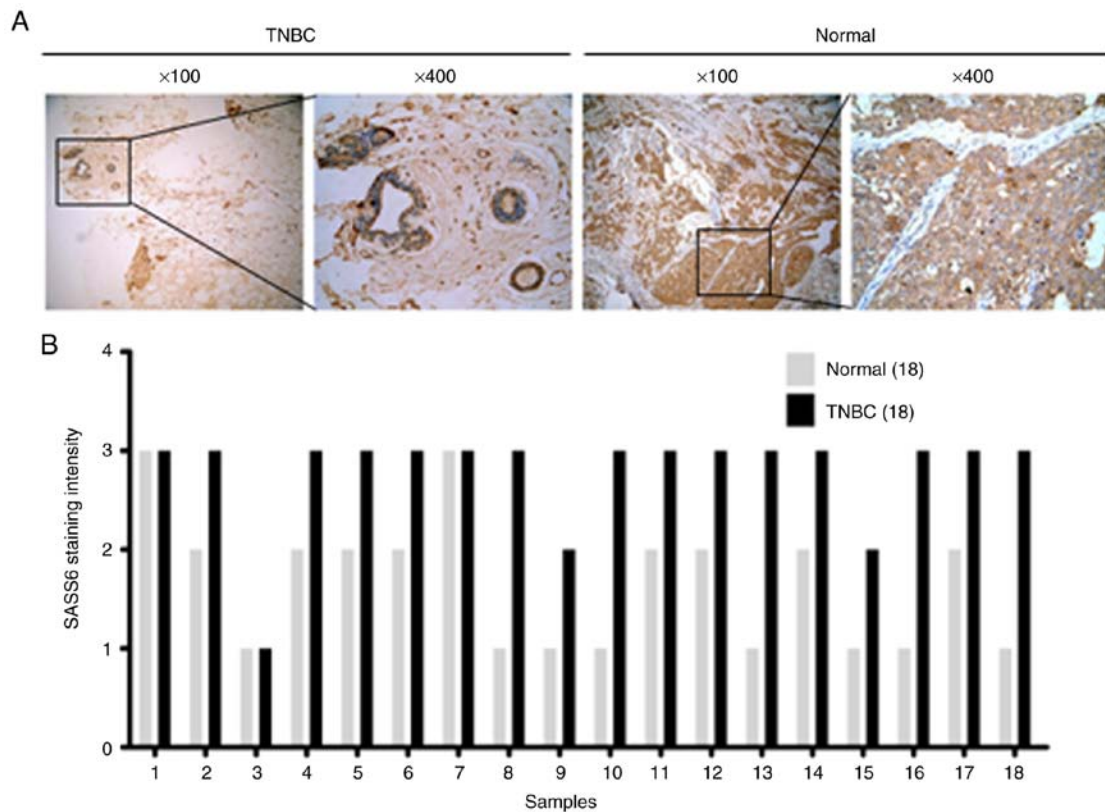 A
TNBC
Normal
×100
×400
×100
×400
B
4
3
2
1
0
SASS6 staining intensity
Normal (18)
TNBC (18)
1 2 3 4 5 6 7 8 9 10 11 12 13 14 15 16 17 18
Samples